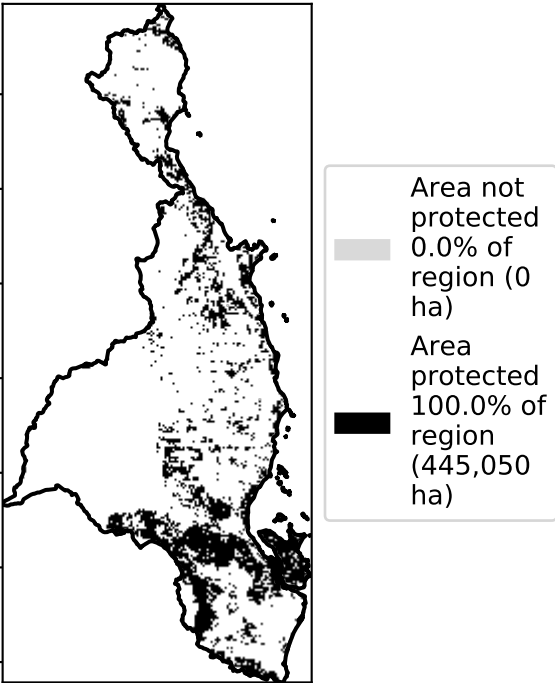 Area not
protected
0.0% of
region (0
ha)
Area
protected
100.0% of
region
(445,050
ha)